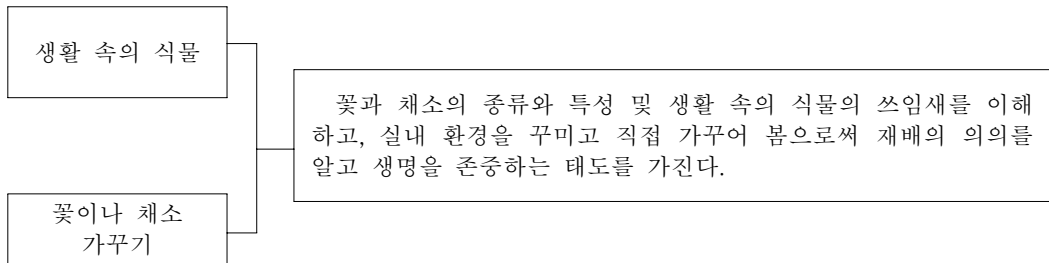 생활 속의 식물
꽃과 채소의 종류와 특성 및 생활 속의 식물의 쓰임새를 이해
하고, 실내 환경을 꾸미고 직접 가꾸어 봄으로써 재배의 의의를
알고 생명을 존중하는 태도를 가진다.
꽃이나 채소
가꾸기